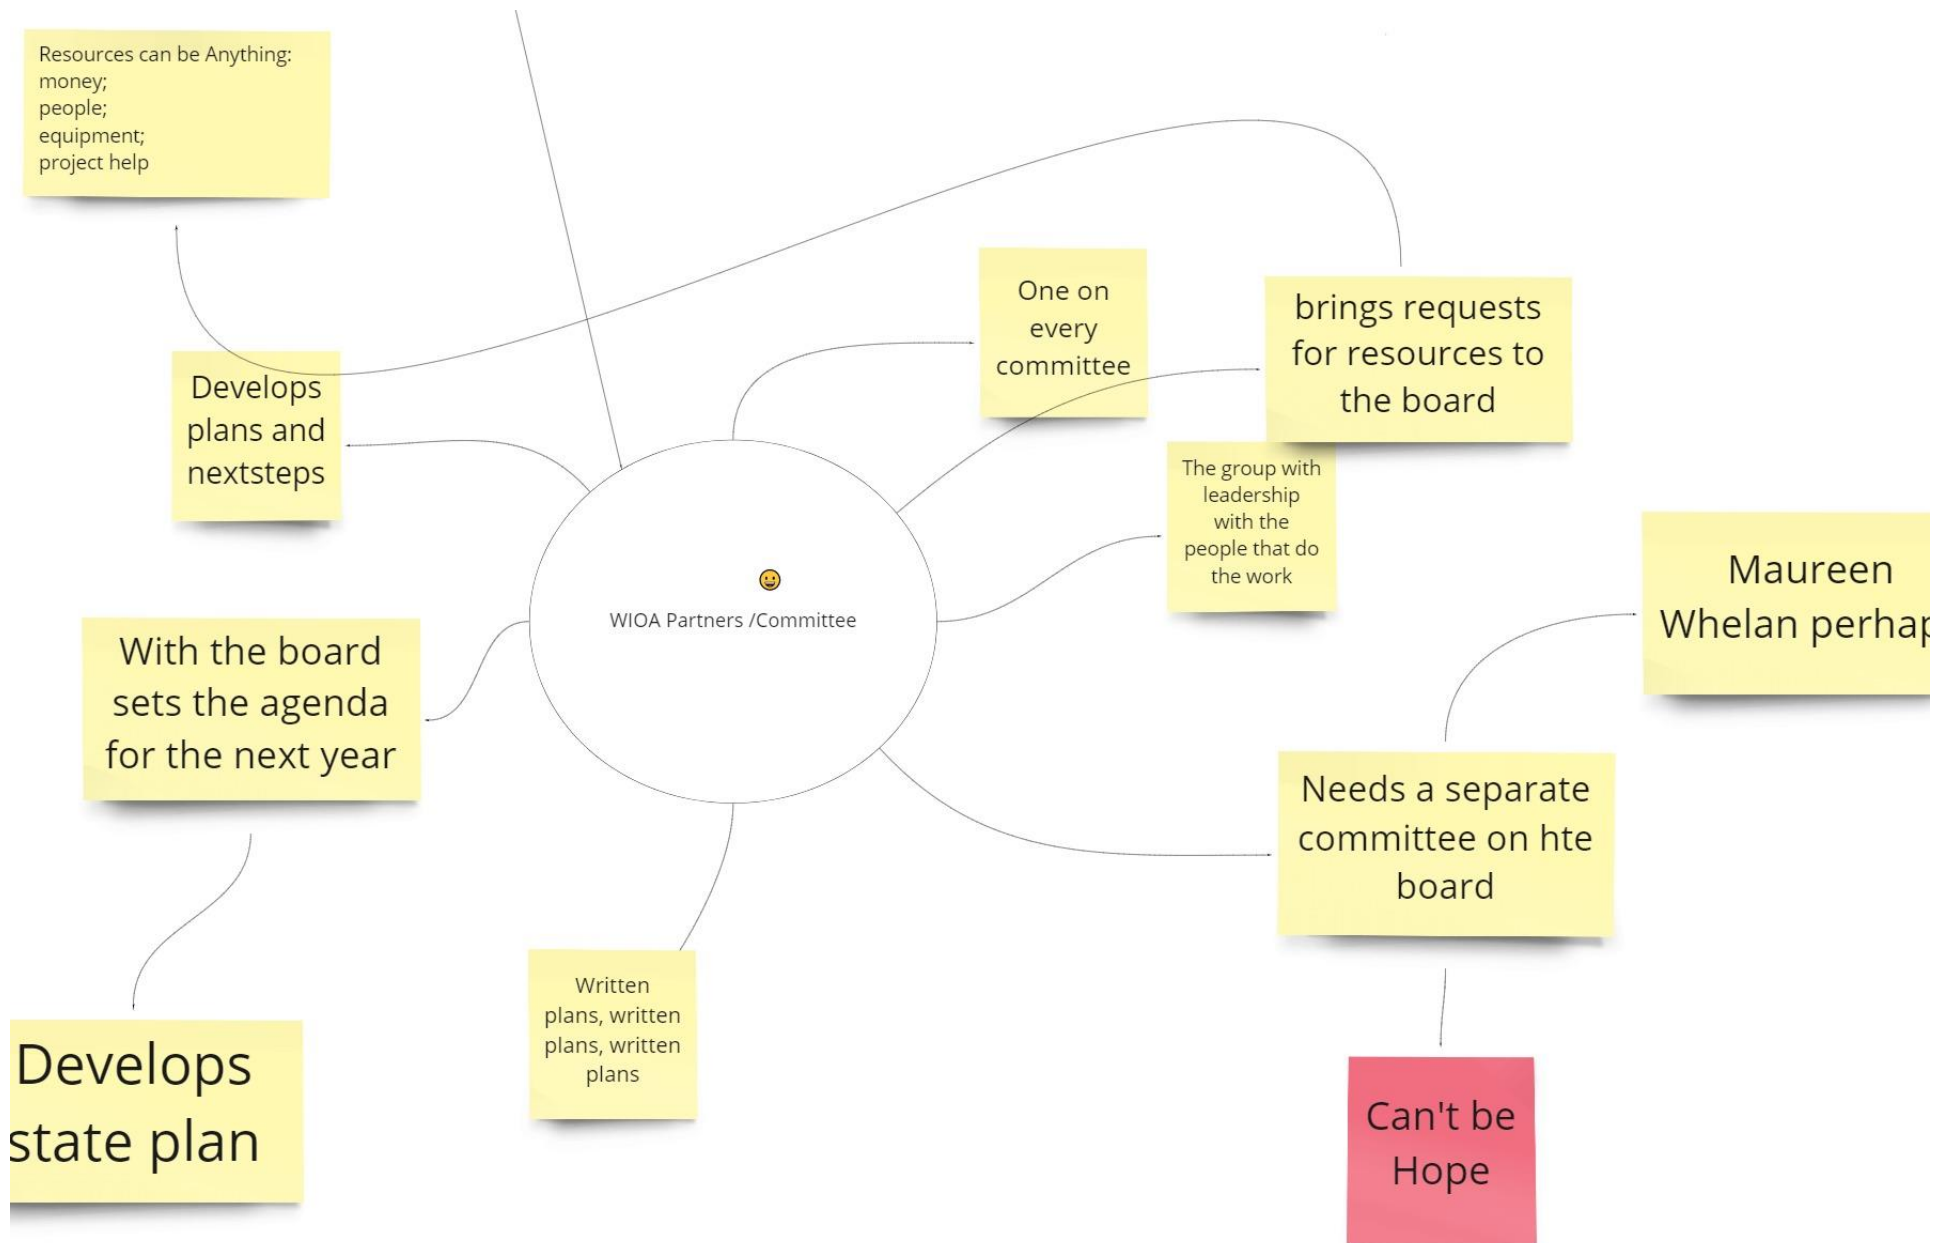 Resources can be Anything:
money;
people;
equipment;
project help
One on
every
committee
brings requests
for resources to
the board
Develops
plans and
nextsteps
The group with
leadership
with the
people that do
the work
Maureen
Whelan
WIOA Partners /Committee
With the board
sets the agenda
for the next year
Needs a separate
committee on hte
board
Written
plans, written
plans, written
plans
Develops
state plan
Can't be
Hope